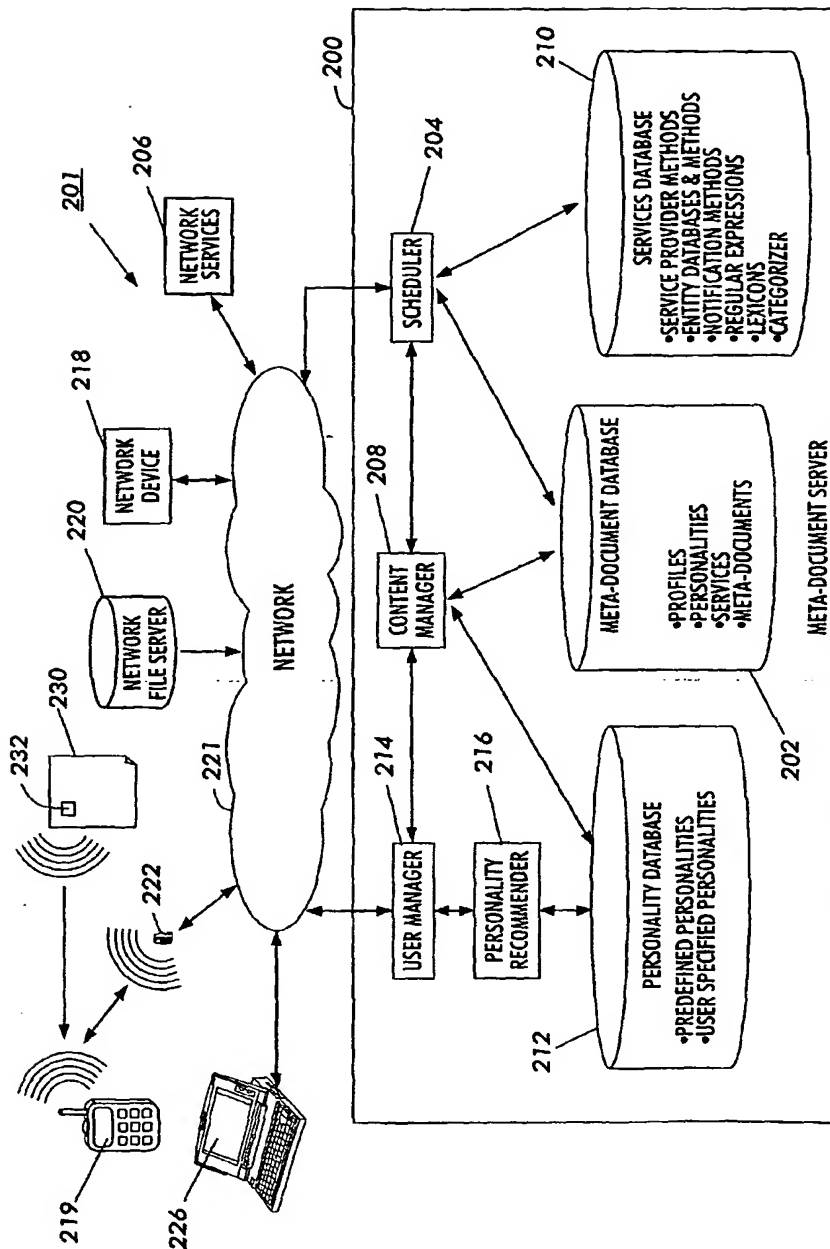 201
206
NETWORK
SERVICES
218
NETWORK
DEVICE
220
NETWORK
FILE SERVER
230
232
222
219
226
221
NETWORK
200
204
SCHEDULER
208
CONTENT
MANAGER
214
USER MANAGER
216
PERSONALITY
RECOMMENDER
210
SERVICES DATABASE
•SERVICE PROVIDER METHODS
•ENTITY DATABASES & METHODS
•NOTIFICATION METHODS
•REGULAR EXPRESSIONS
•LEXICONS
•CATEGORIZER
META-DOCUMENT DATABASE
•PROFILES
•PERSONALITIES
•SERVICES
•META-DOCUMENTS
202
PERSONALITY DATABASE
•PREDEFINED PERSONALITIES
•USER SPECIFIED PERSONALITIES
212
META-DOCUMENT SERVER